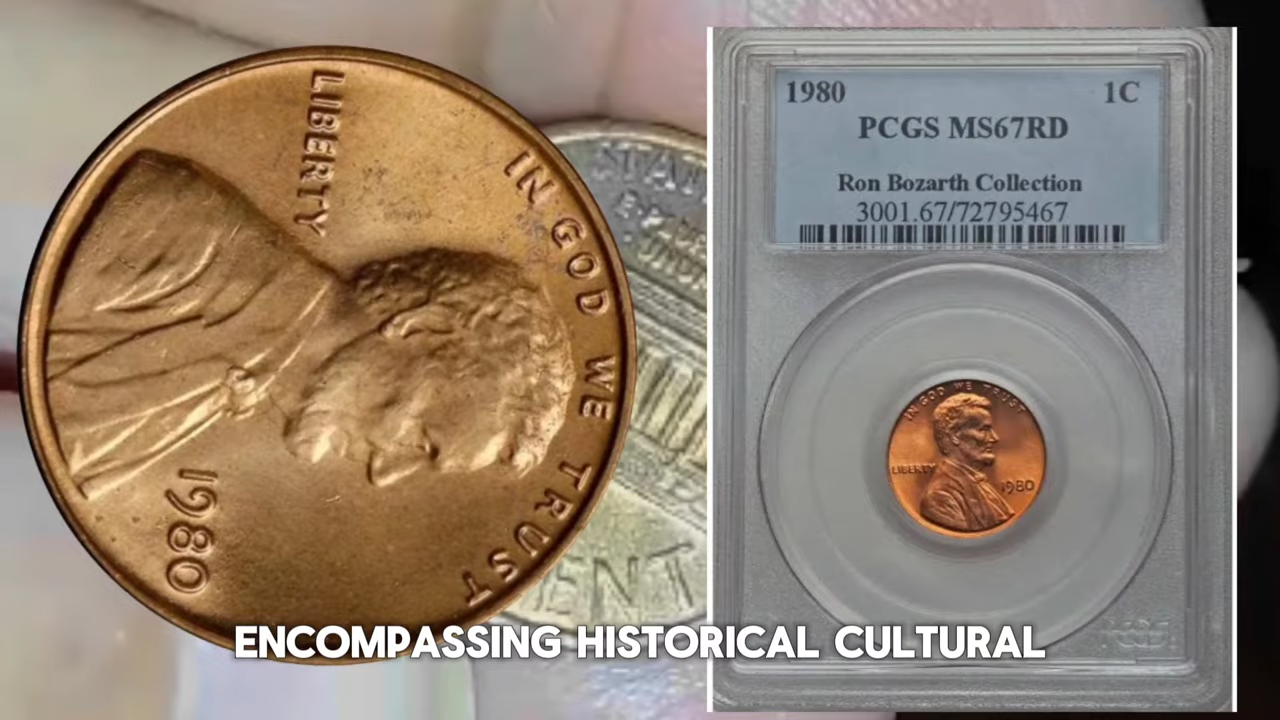 LIBERTY
IN GOD WE TRUST
1980
ENT
1980 1C
PCGS MS67RD
Ron Bozarth Collection
3001.67/72795467
IN GOD WE TRUST
LIBERTY
1980
ENCOMPASSING HISTORICAL CULTURAL